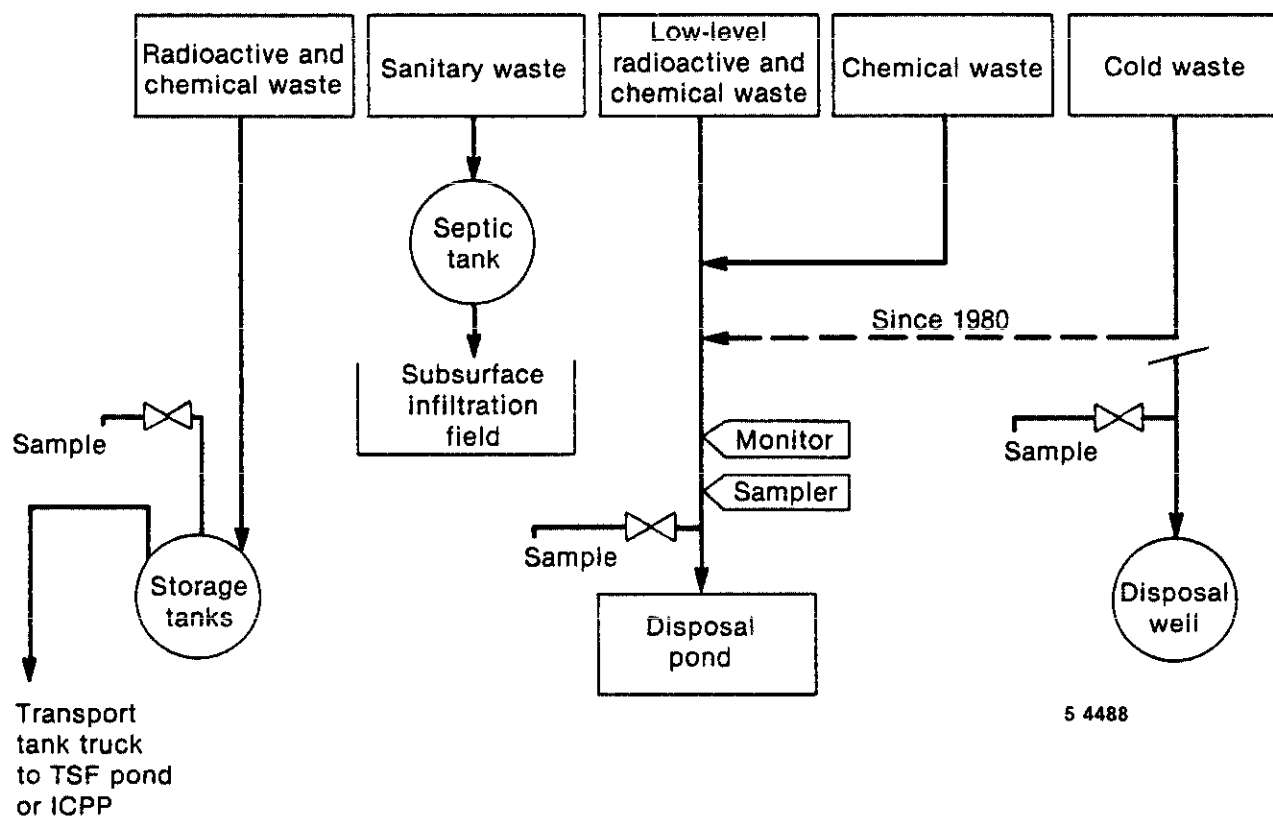 Radioactive and
chemical waste
Sanitary waste
Low-level
radioactive and
chemical waste
Chemical waste
Cold waste
Septic
tank
Since 1980
Subsurface
infiltration
field
Sample
Monitor
Sampler
Sample
Sample
Storage
tanks
Disposal
pond
Disposal
well
Transport
tank truck
to TSF pond
or ICPP
5 4488